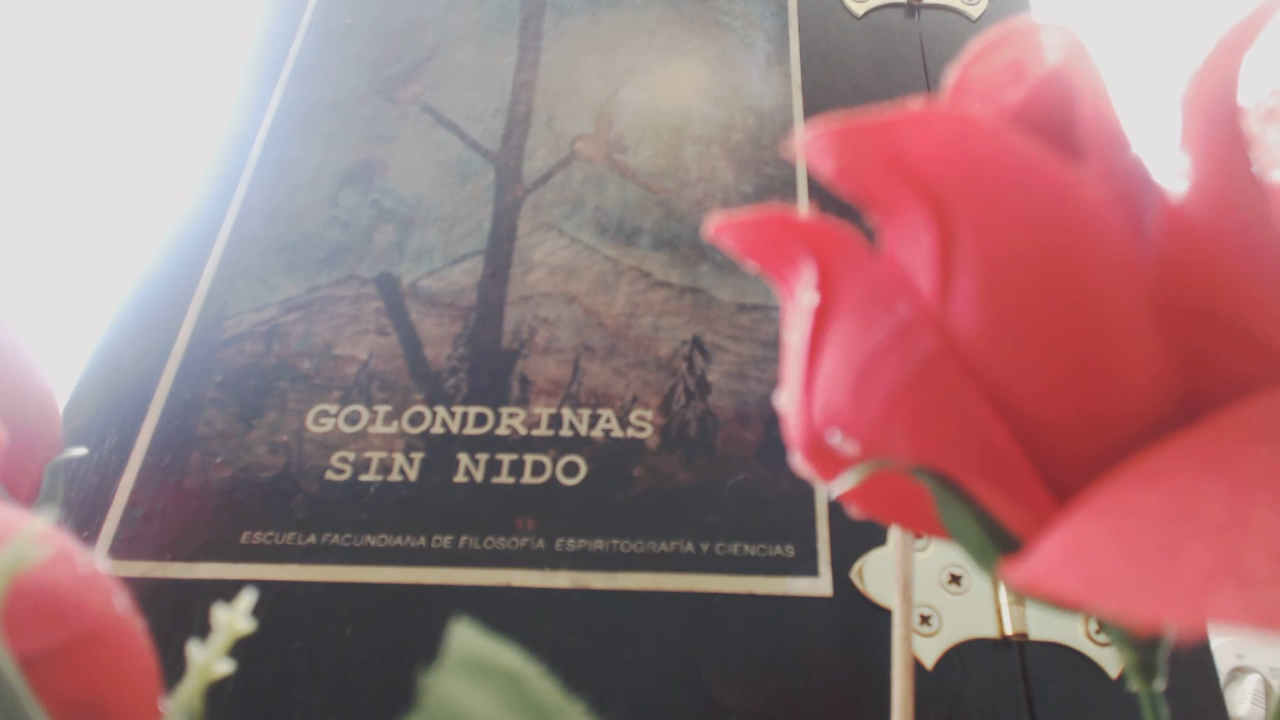 GOLONDRINAS
SIN NIDO
ESCUELA FACUNDIANA DE FILOSOFÍA ESPIRITOGRAFÍA Y CIENCIAS